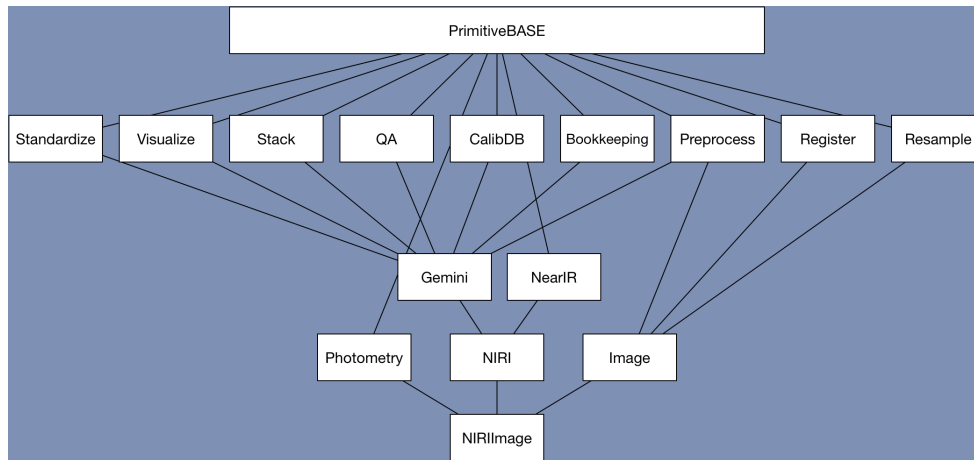 PrimitiveBASE
Standardize
Visualize
Stack
QA
CalibDB
Bookkeeping
Preprocess
Register
Resample
Gemini
NearIR
Photometry
NIRI
Image
NIRIImage